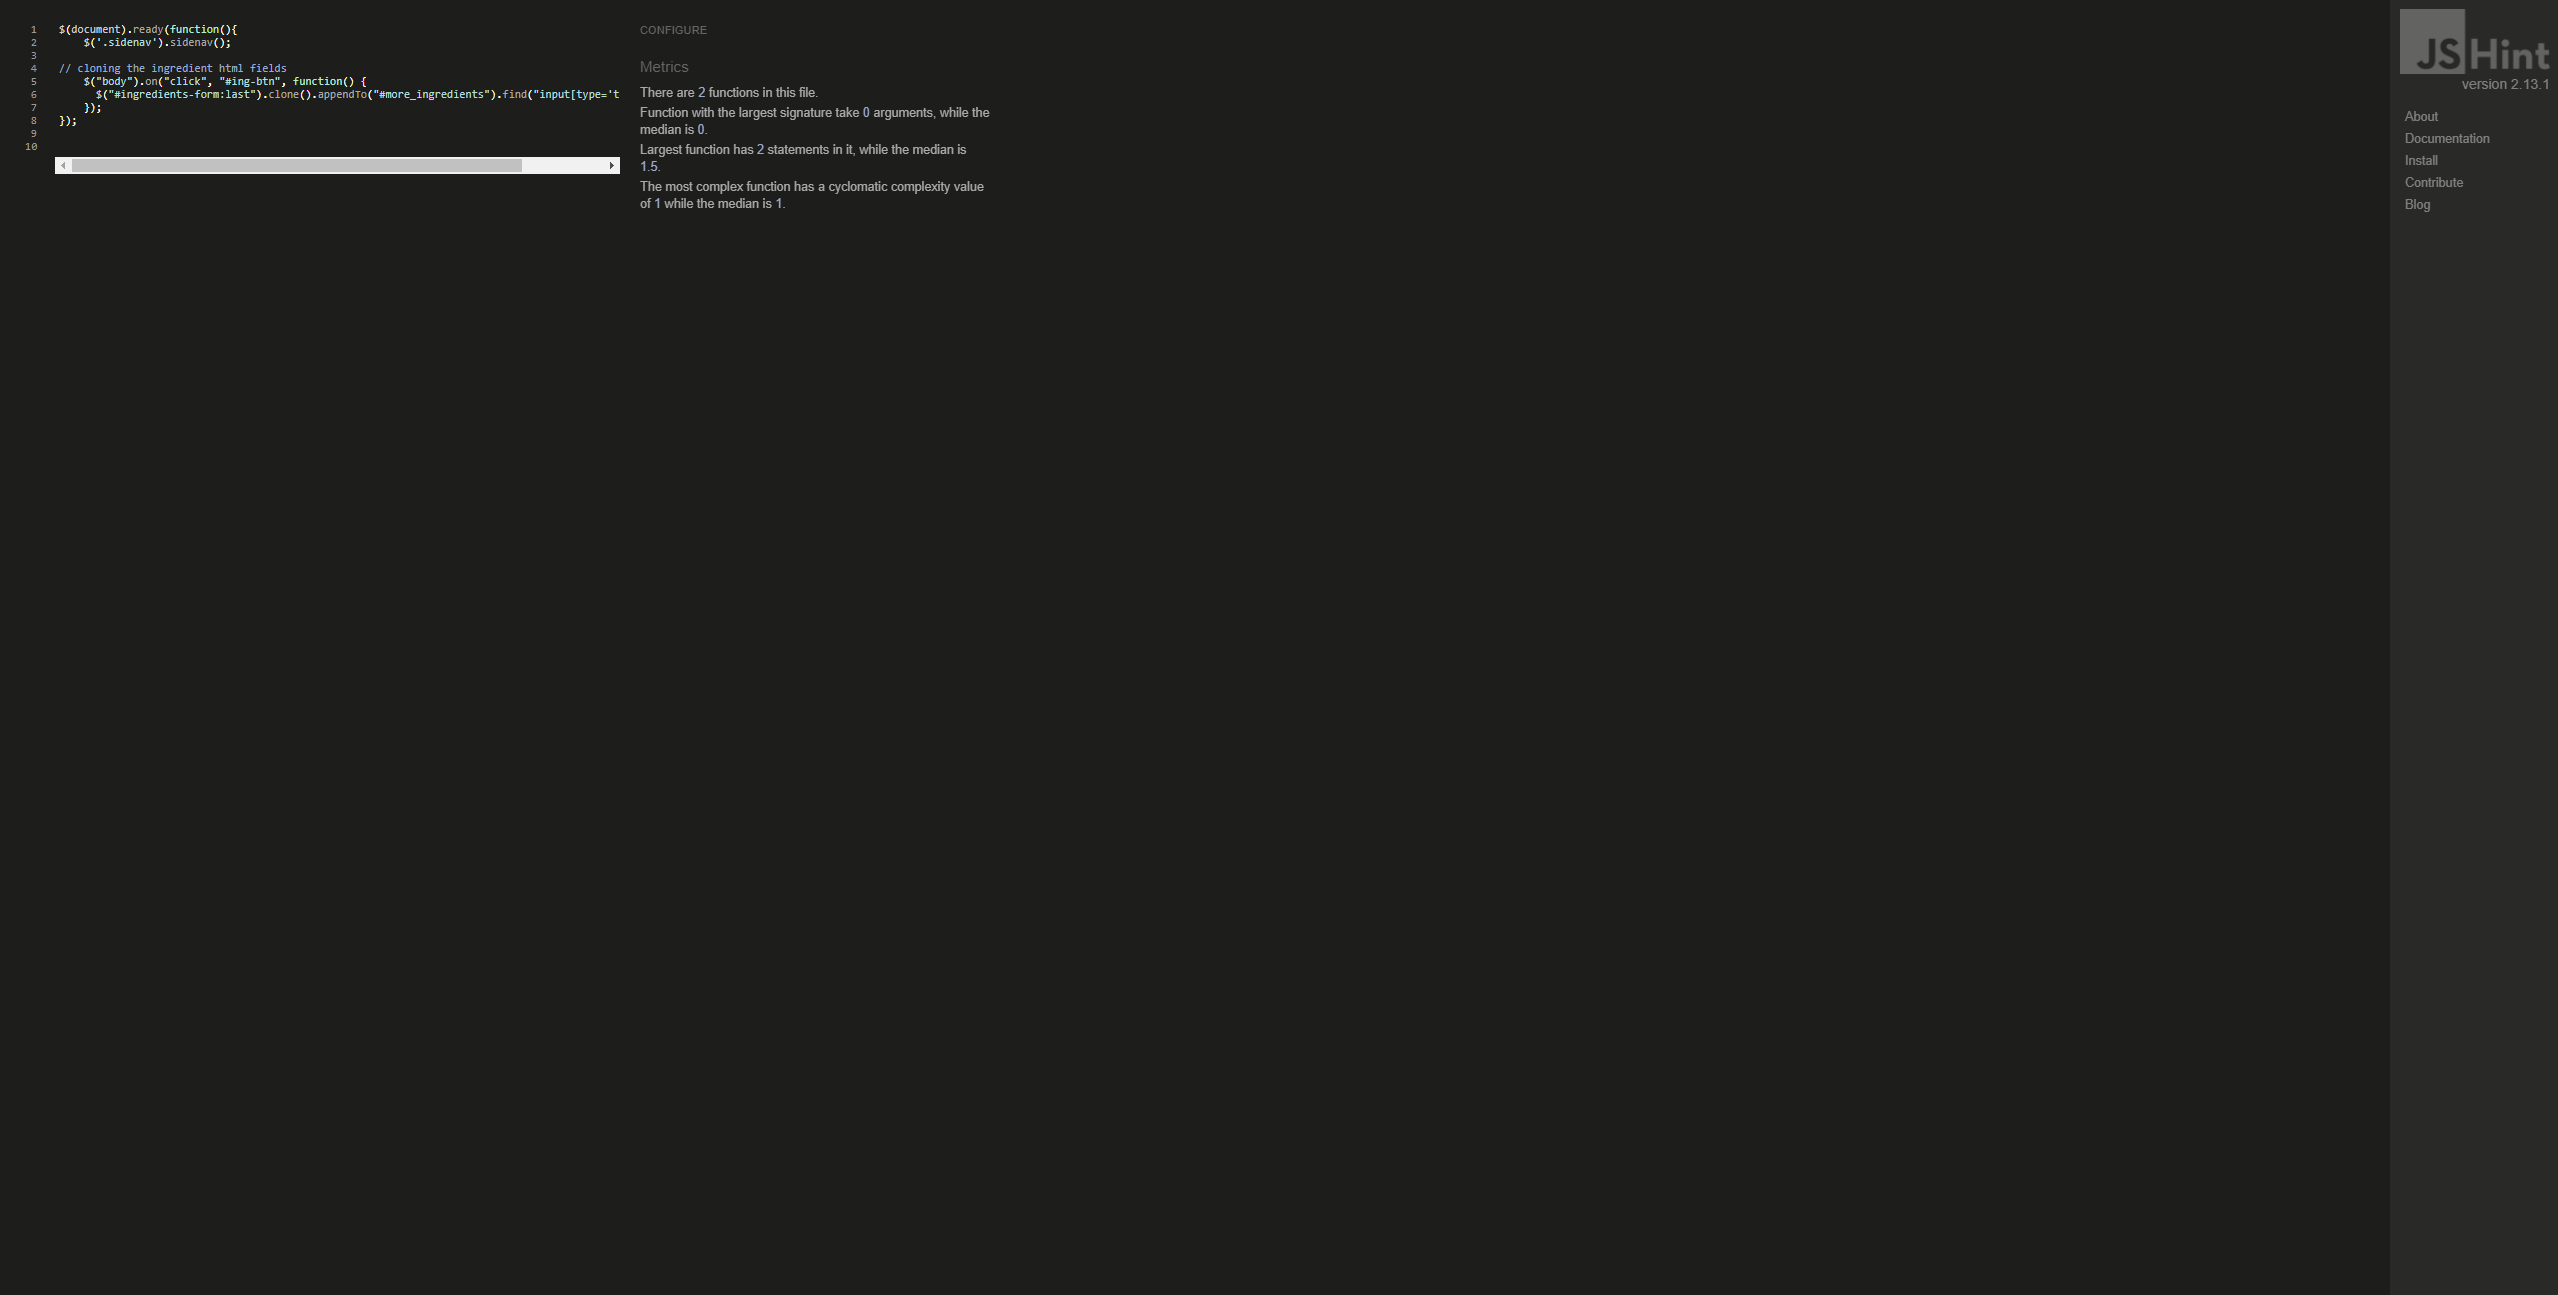 1 $(document).ready(function(){
2 $('.sidenav').sidenav();
3
4 // cloning the ingredient html fields
5 $("body").on("click", "#ing-btn", function() {
6 $("#ingredients-form:last").clone().appendTo("#more_ingredients").find("input[type='t
7 });
8 });
9
10
CONFIGURE
Metrics
There are 2 functions in this file.
Function with the largest signature take 0 arguments, while the
median is 0.
Largest function has 2 statements in it, while the median is
1.5.
The most complex function has a cyclomatic complexity value
of 1 while the median is 1.
JSHint
version 2.13.1
About
Documentation
Install
Contribute
Blog